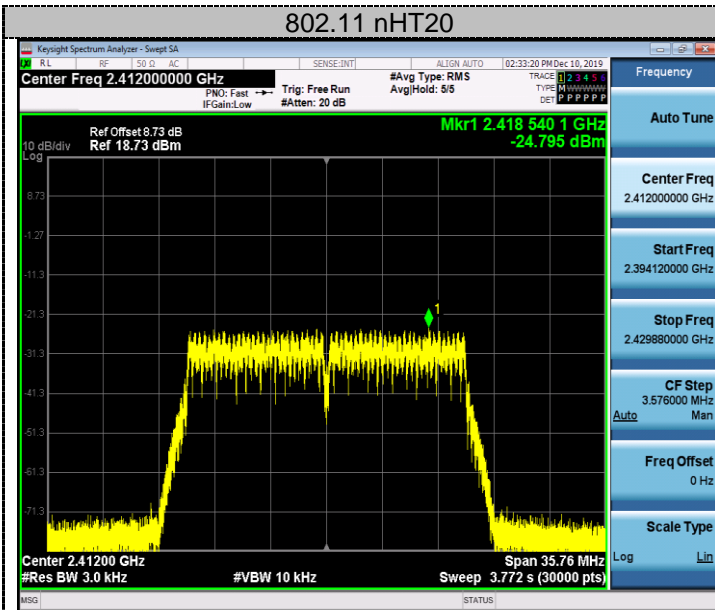 802.11 nHT20
Keysight Spectrum Analyzer - Swept SA
RL RF 50 Ω AC SENSE:INT ALIGN AUTO 02:33:20 PM Dec 10, 2019
Center Freq 2.412000000 GHz
PNO: Fast
IFGain:Low
Trig: Free Run
#Atten: 20 dB
#Avg Type: RMS
Avg|Hold: 5/5
TRACE 1 2 3 4 5 6
TYPE M WWWWW
DET P P P P P P
Ref Offset 8.73 dB
10 dB/div Ref 18.73 dBm
Log
Mkr1 2.418 540 1 GHz
-24.795 dBm
8.73
-1.27
-11.3
-21.3
1
-31.3
-41.3
-51.3
-61.3
-71.3
Center 2.41200 GHz Span 35.76 MHz
#Res BW 3.0 kHz #VBW 10 kHz Sweep 3.772 s (30000 pts)
MSG STATUS
Frequency
Auto Tune
Center Freq
2.412000000 GHz
Start Freq
2.394120000 GHz
Stop Freq
2.429880000 GHz
CF Step
3.576000 MHz
Auto Man
Freq Offset
0 Hz
Scale Type
Log Lin